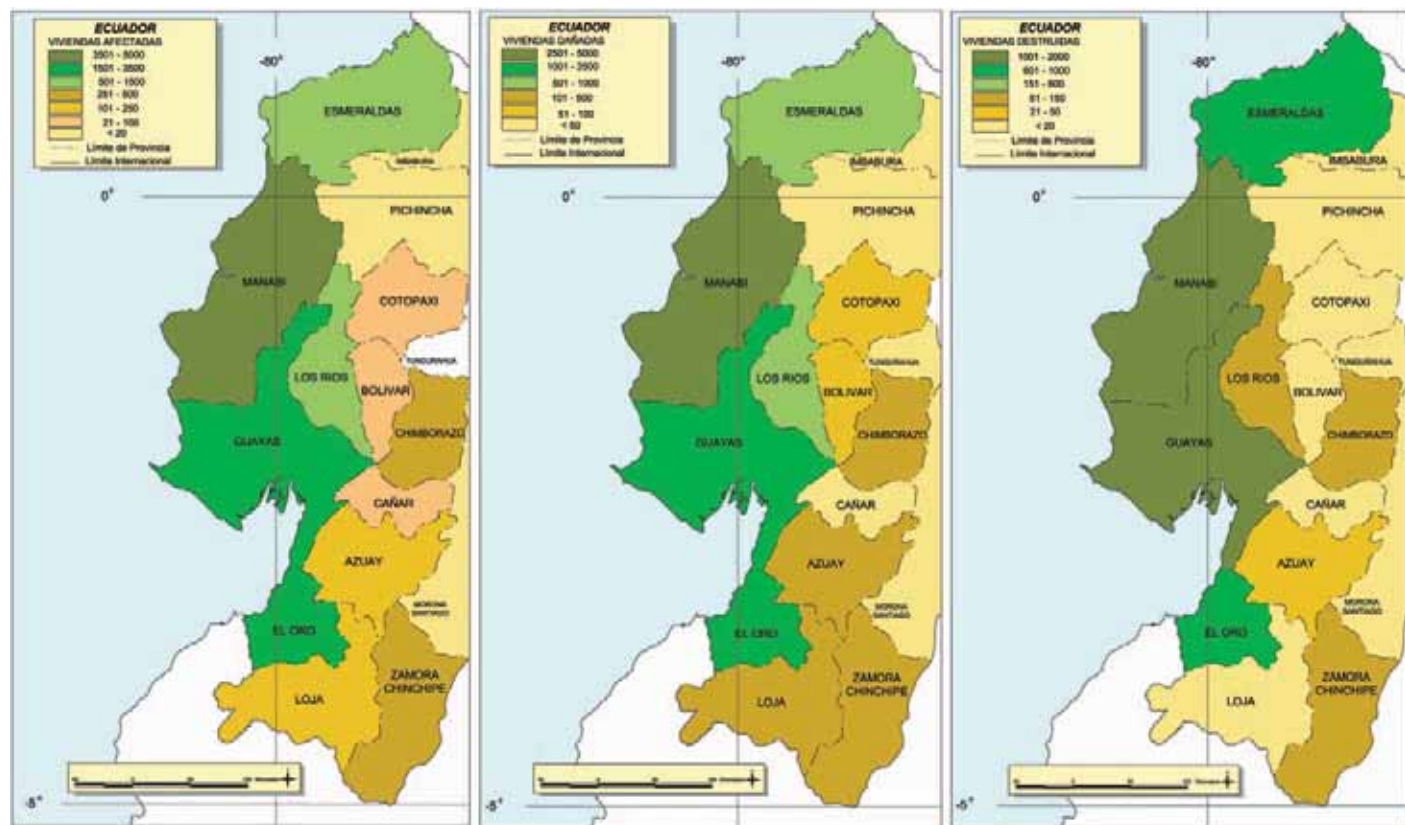 ECUADOR
VIVIENDAS AFECTADAS
3501 - 5000
1501 - 3500
501 - 1500
251 - 500
101 - 250
21 - 100
< 20
Límite de Provincia
Límite Internacional
-80°
ESMERALDAS
IMBABURA
0°
PICHINCHA
MANABI
COTOPAXI
TUNGURAHUA
LOS RIOS
BOLIVAR
CHIMBORAZO
GUAYAS
CAÑAR
AZUAY
MORONA
SANTIAGO
EL ORO
ZAMORA
CHINCHIPE
LOJA
-5°
ECUADOR
VIVIENDAS DAÑADAS
2501 - 5000
1001 - 2500
501 - 1000
101 - 500
51 - 100
< 50
Límite de Provincia
Límite Internacional
-80°
ESMERALDAS
IMBABURA
0°
PICHINCHA
MANABI
COTOPAXI
TUNGURAHUA
LOS RIOS
BOLIVAR
CHIMBORAZO
GUAYAS
CAÑAR
AZUAY
MORONA
SANTIAGO
EL ORO
ZAMORA
CHINCHIPE
LOJA
-5°
ECUADOR
VIVIENDAS DESTRUIDAS
1001 - 2000
601 - 1000
151 - 600
51 - 150
21 - 50
< 20
Límite de Provincia
Límite Internacional
-80°
ESMERALDAS
IMBABURA
0°
PICHINCHA
MANABI
COTOPAXI
TUNGURAHUA
LOS RIOS
BOLIVAR
CHIMBORAZO
GUAYAS
CAÑAR
AZUAY
MORONA
SANTIAGO
EL ORO
ZAMORA
CHINCHIPE
LOJA
-5°